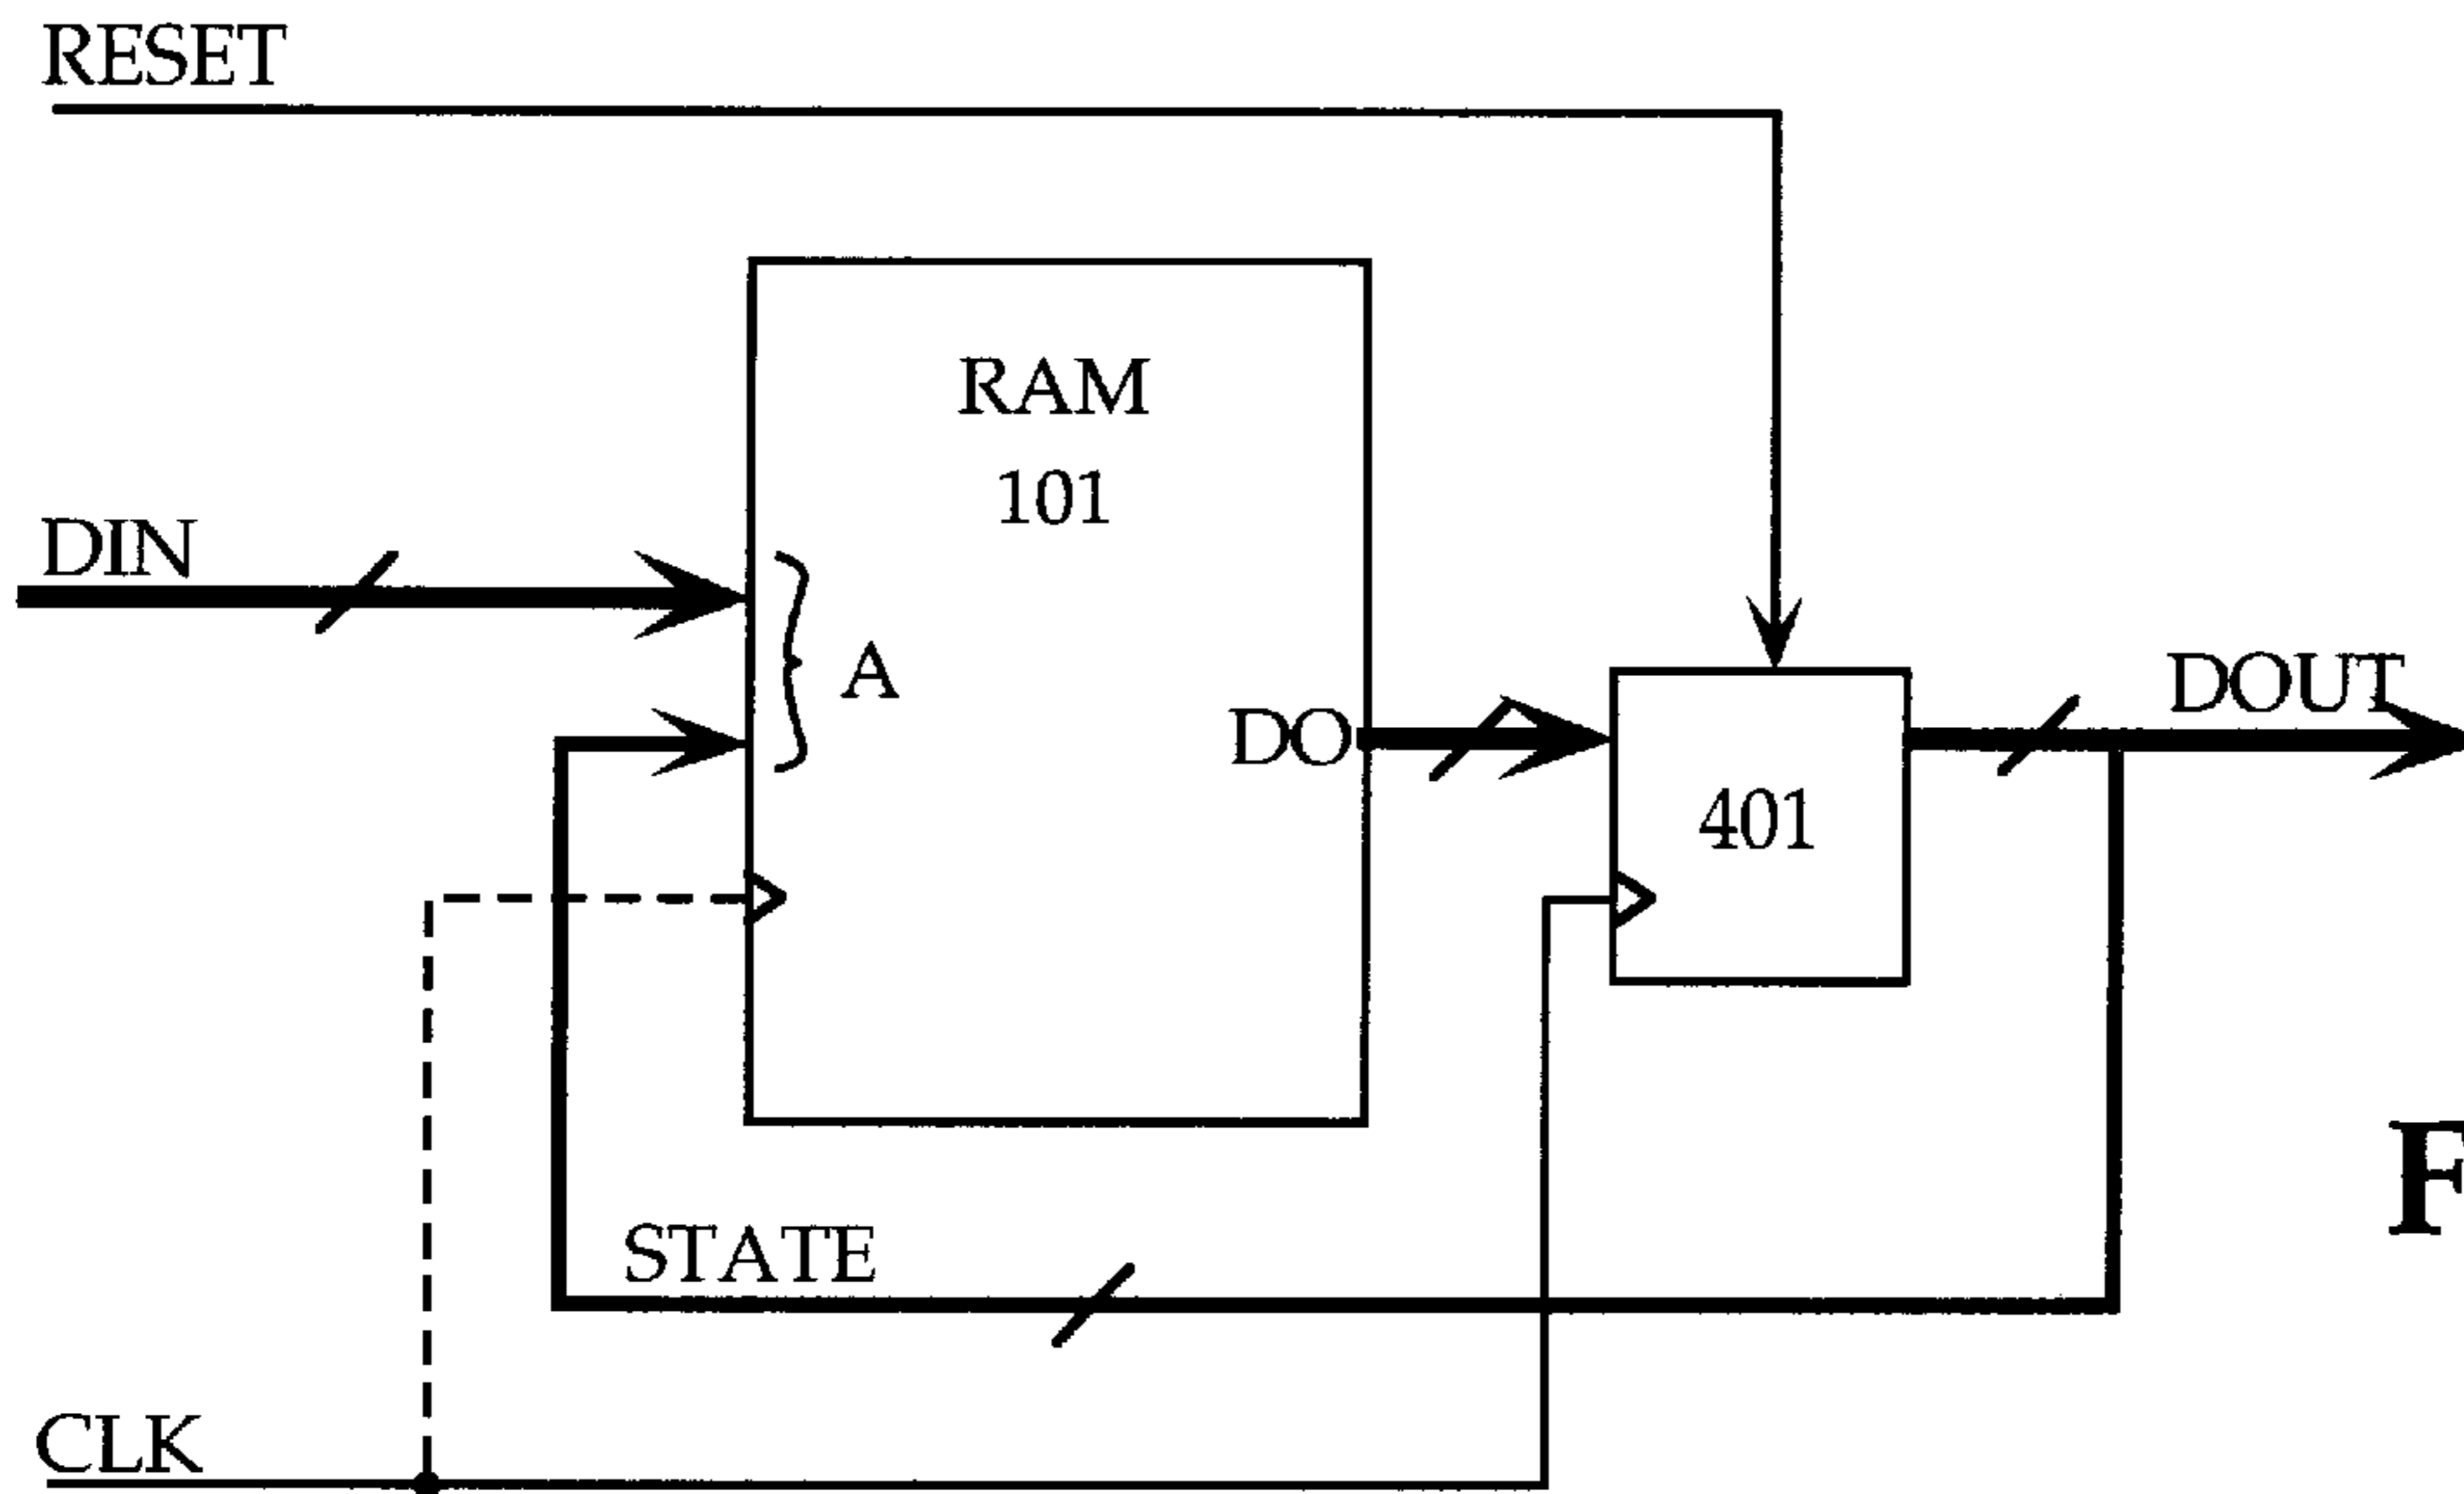 RESET
RAM
101
DIN
A
DO
DOUT
401
F
STATE
CLK